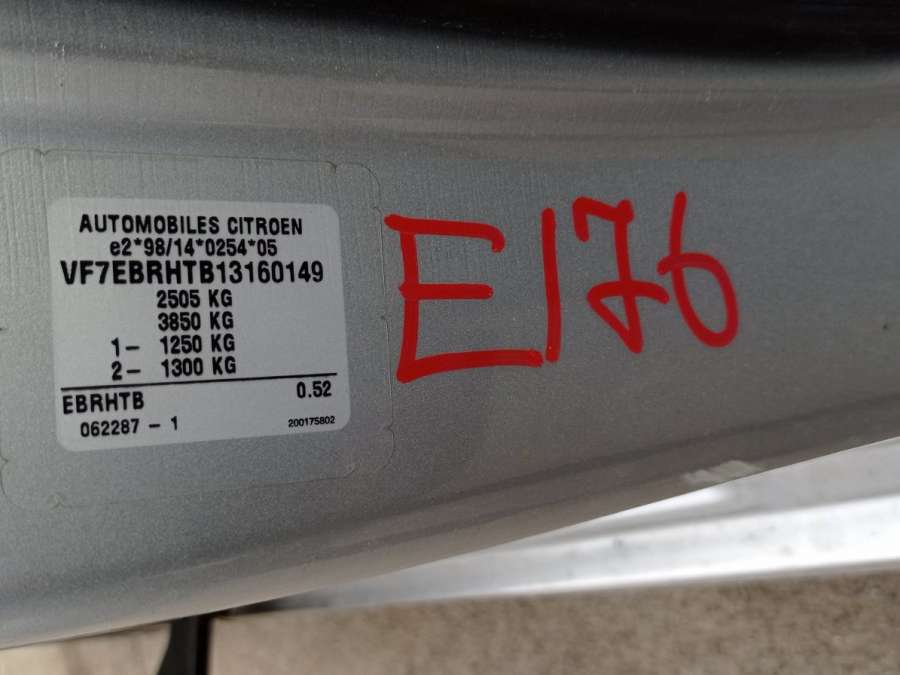 AUTOMOBILES CITROEN
e2*98/14*0254*05
VF7EBRHTB13160149
2505 KG
3850 KG
1- 1250 KG
2- 1300 KG
EBRHTB 0.52
062287 - 1 200175802
E176